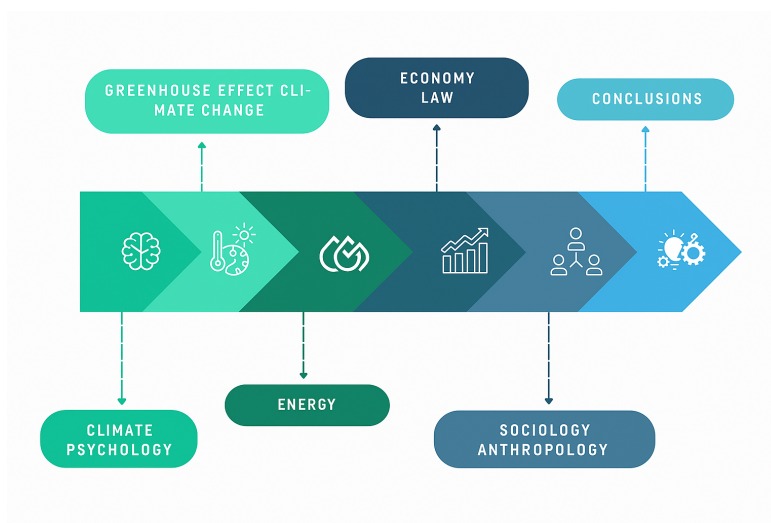 GREENHOUSE EFFECT CLI-
MATE CHANGE
ECONOMY
LAW
CONCLUSIONS
CLIMATE
PSYCHOLOGY
ENERGY
SOCIOLOGY
ANTHROPOLOGY